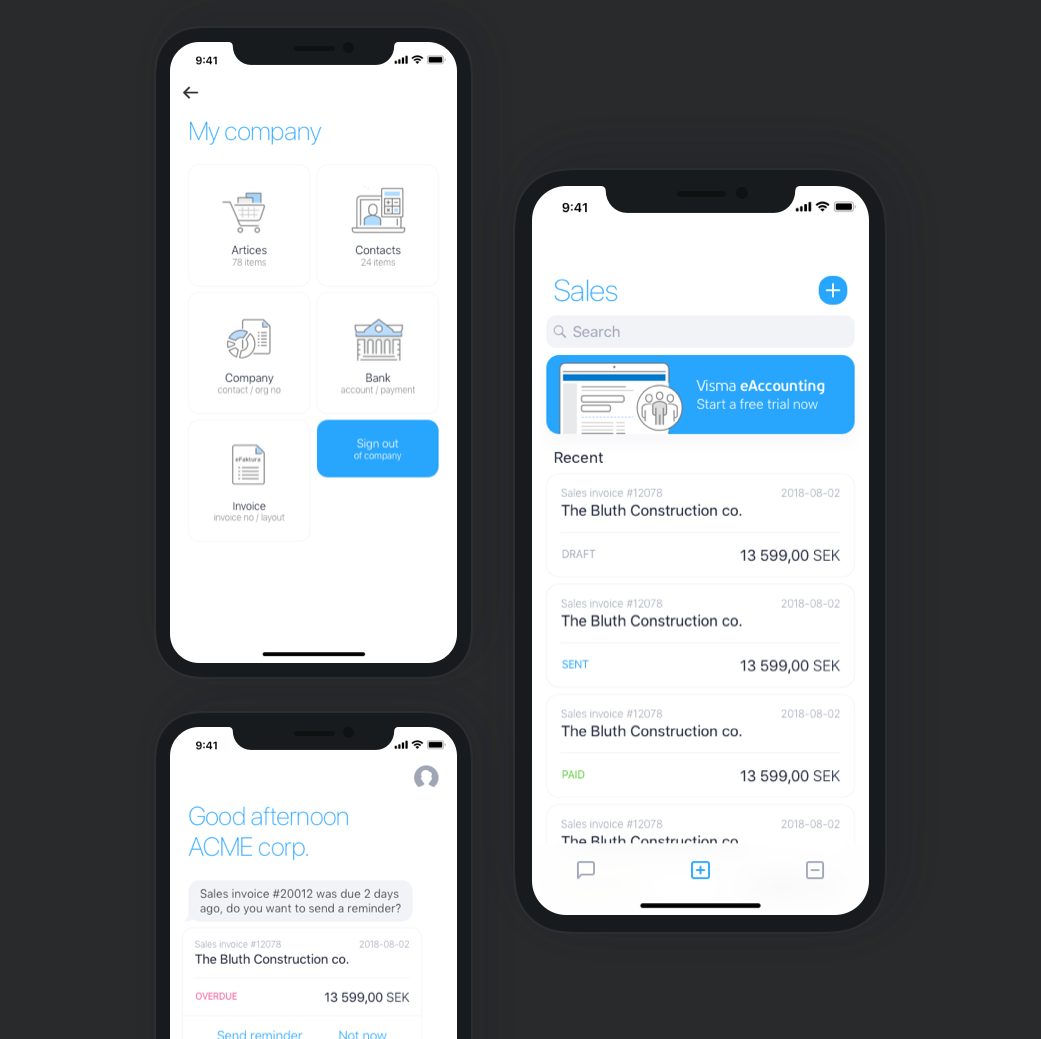 9:41
My company
Artices
78 items
Contacts
24 items
Company
contact / org no
Bank
account / payment
eFaktura
Invoice
invoice no / layout
Sign out
of company
9:41
Good afternoon
ACME corp.
Sales invoice #20012 was due 2 days
ago, do you want to send a reminder?
Sales invoice #12078 2018-08-02
The Bluth Construction co.
OVERDUE 13 599,00 SEK
Send reminder Not now
9:41
Sales
Search
Visma eAccounting
Start a free trial now
Recent
Sales invoice #12078 2018-08-02
The Bluth Construction co.
DRAFT 13 599,00 SEK
Sales invoice #12078 2018-08-02
The Bluth Construction co.
SENT 13 599,00 SEK
Sales invoice #12078 2018-08-02
The Bluth Construction co.
PAID 13 599,00 SEK
Sales invoice #12078 2018-08-02
The Bluth Construction co.